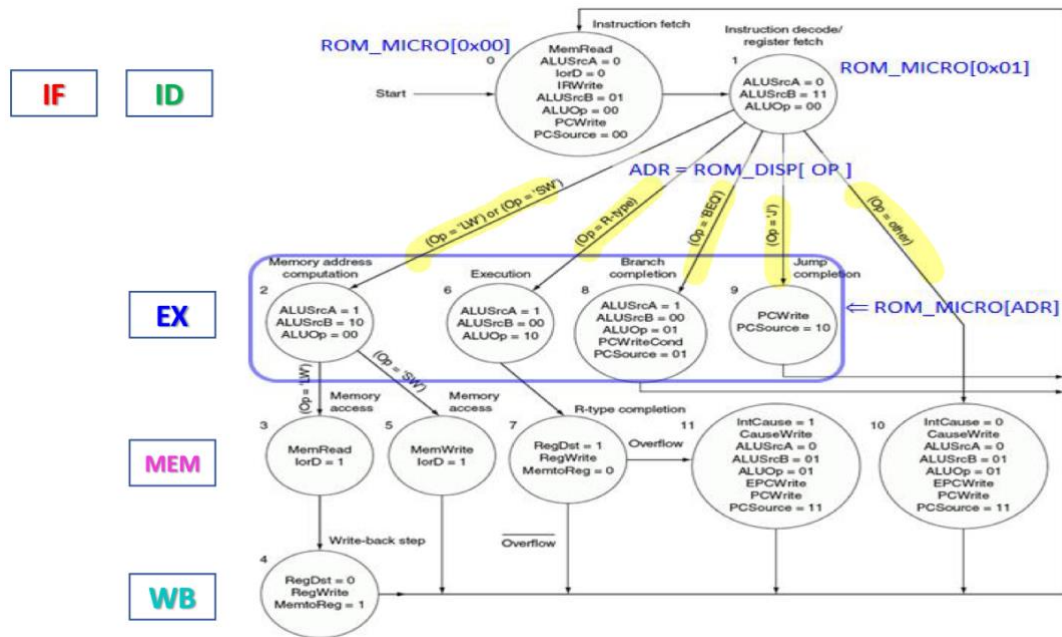 Instruction fetch
Instruction decode/
register fetch
ROM_MICRO[0x00]
0
MemRead
ALUSrcA = 0
IorD = 0
IRWrite
ALUSrcB = 01
ALUOp = 00
PCWrite
PCSource = 00
1
ALUSrcA = 0
ALUSrcB = 11
ALUOp = 00
ROM_MICRO[0x01]
IF
ID
Start
ADR = ROM_DISP[ OP ]
(Op = 'LW') or (Op = 'SW')
(Op = R-type)
(Op = 'BEQ')
(Op = 'J')
(Op = other)
EX
Memory address
computation
2
ALUSrcA = 1
ALUSrcB = 10
ALUOp = 00
Execution
6
ALUSrcA = 1
ALUSrcB = 00
ALUOp = 10
Branch
completion
8
ALUSrcA = 1
ALUSrcB = 00
ALUOp = 01
PCWriteCond
PCSource = 01
Jump
completion
9
PCWrite
PCSource = 10
⇐ ROM_MICRO[ADR]
(Op = 'LW')
(Op = 'SW')
MEM
Memory
access
3
MemRead
IorD = 1
Memory
access
5
MemWrite
IorD = 1
R-type completion
7
RegDst = 1
RegWrite
MemtoReg = 0
Overflow
11
IntCause = 1
CauseWrite
ALUSrcA = 0
ALUSrcB = 01
ALUOp = 01
EPCWrite
PCWrite
PCSource = 11
10
IntCause = 0
CauseWrite
ALUSrcA = 0
ALUSrcB = 01
ALUOp = 01
EPCWrite
PCWrite
PCSource = 11
Write-back step
Overflow
WB
4
RegDst = 0
RegWrite
MemtoReg = 1